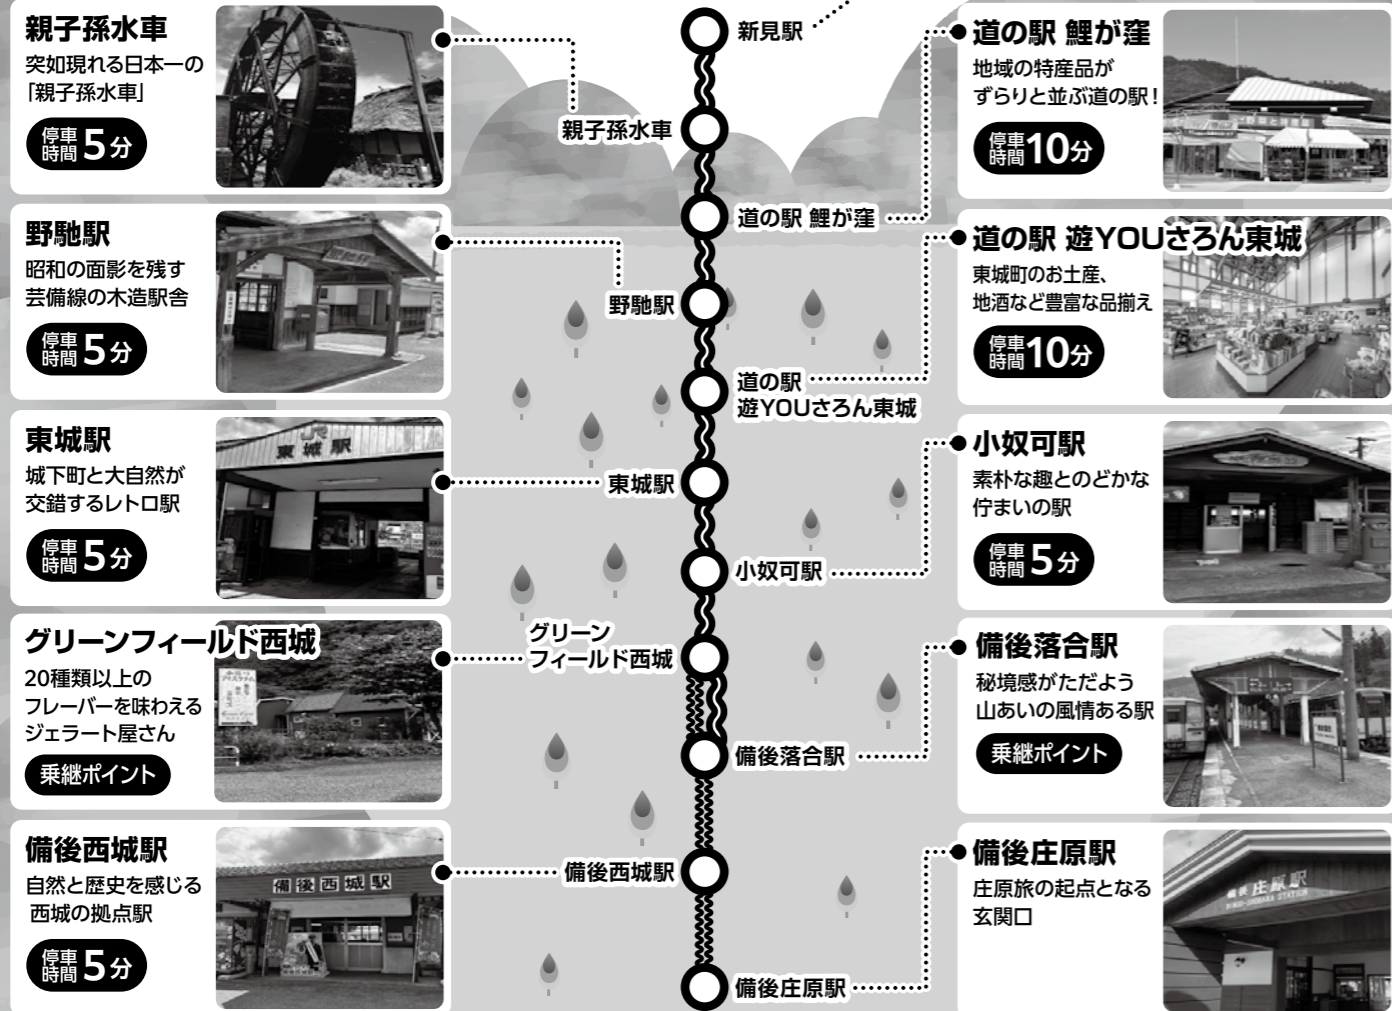 親子孫水車
突如現れる日本一の
「親子孫水車」
停車
時間 5分
野馳駅
昭和の面影を残す
芸備線の木造駅舎
停車
時間 5分
東城駅
城下町と大自然が
交錯するレトロ駅
停車
時間 5分
JR
東城駅
グリーンフィールド西城
20種類以上の
フレーバーを味わえる
ジェラート屋さん
乗継ポイント
備後西城駅
自然と歴史を感じる
西城の拠点駅
停車
時間 5分
備後西城駅
新見駅
親子孫水車
道の駅 鯉が窪
野馳駅
道の駅
遊YOUさろん東城
東城駅
小奴可駅
グリーン
フィールド西城
備後落合駅
備後西城駅
備後庄原駅
道の駅 鯉が窪
地域の特産品が
ずらりと並ぶ道の駅！
停車
時間 10分
道の駅 遊YOUさろん東城
東城町のお土産、
地酒など豊富な品揃え
停車
時間 10分
小奴可駅
素朴な趣とのどかな
佇まいの駅
停車
時間 5分
備後落合駅
秘境感がただよう
山あいの風情ある駅
乗継ポイント
備後庄原駅
庄原旅の起点となる
玄関口
備後 庄原駅
BINGO-SHOBARA STATION